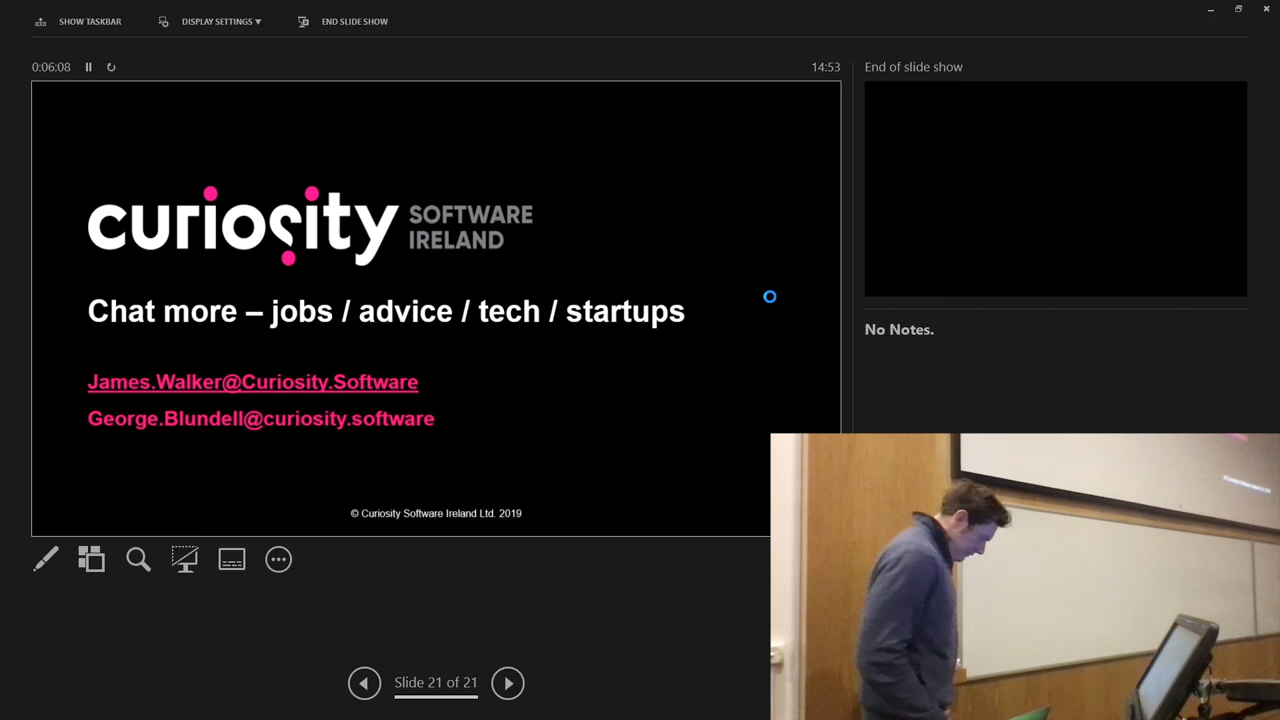 SHOW TASKBAR
DISPLAY SETTINGS ▾
END SLIDE SHOW
0:06:08
14:53
End of slide show
curiosity
SOFTWARE
IRELAND
Chat more – jobs / advice / tech / startups
James.Walker@Curiosity.Software
George.Blundell@curiosity.software
© Curiosity Software Ireland Ltd. 2019
No Notes.
Slide 21 of 21